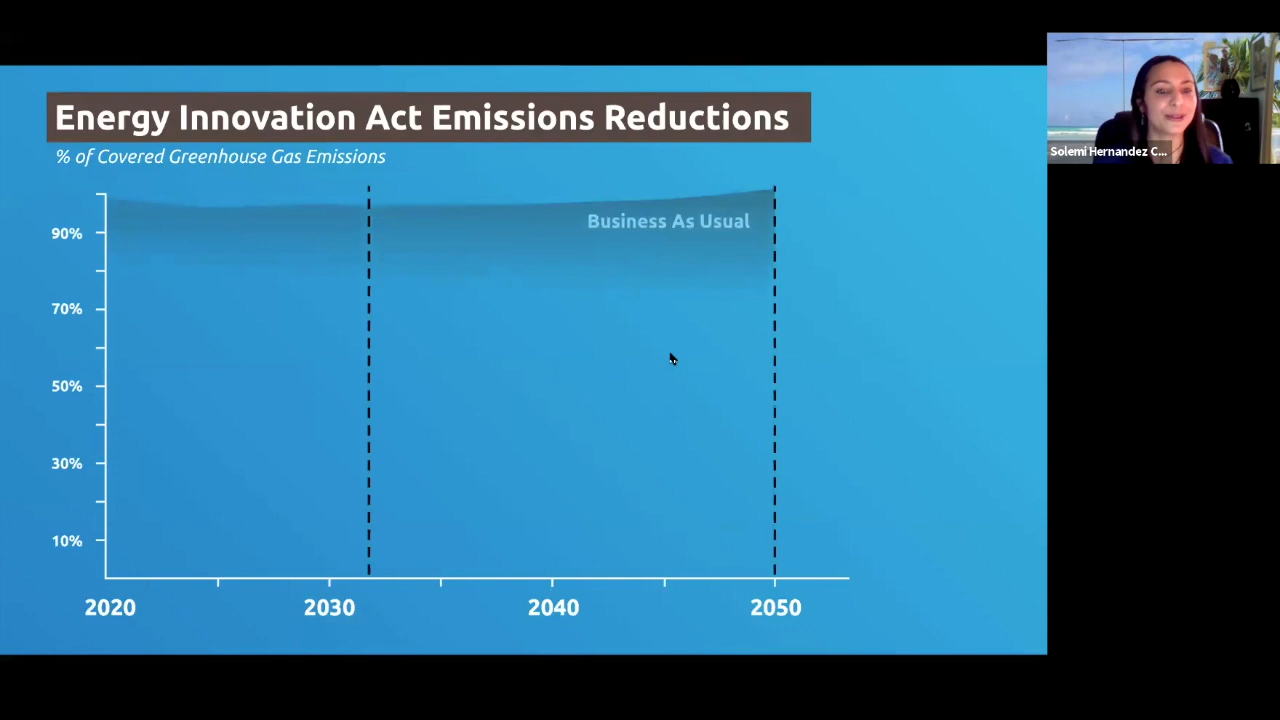 Energy Innovation Act Emissions Reductions
% of Covered Greenhouse Gas Emissions
Solemi Hernandez C...
Business As Usual
90%
70%
50%
30%
10%
2020 2030 2040 2050